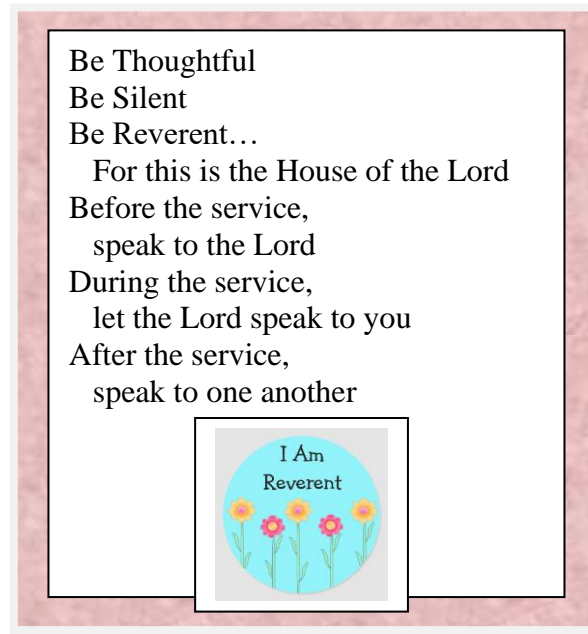 Be Thoughtful
Be Silent
Be Reverent…
For this is the House of the Lord
Before the service,
speak to the Lord
During the service,
let the Lord speak to you
After the service,
speak to one another
I Am
Reverent